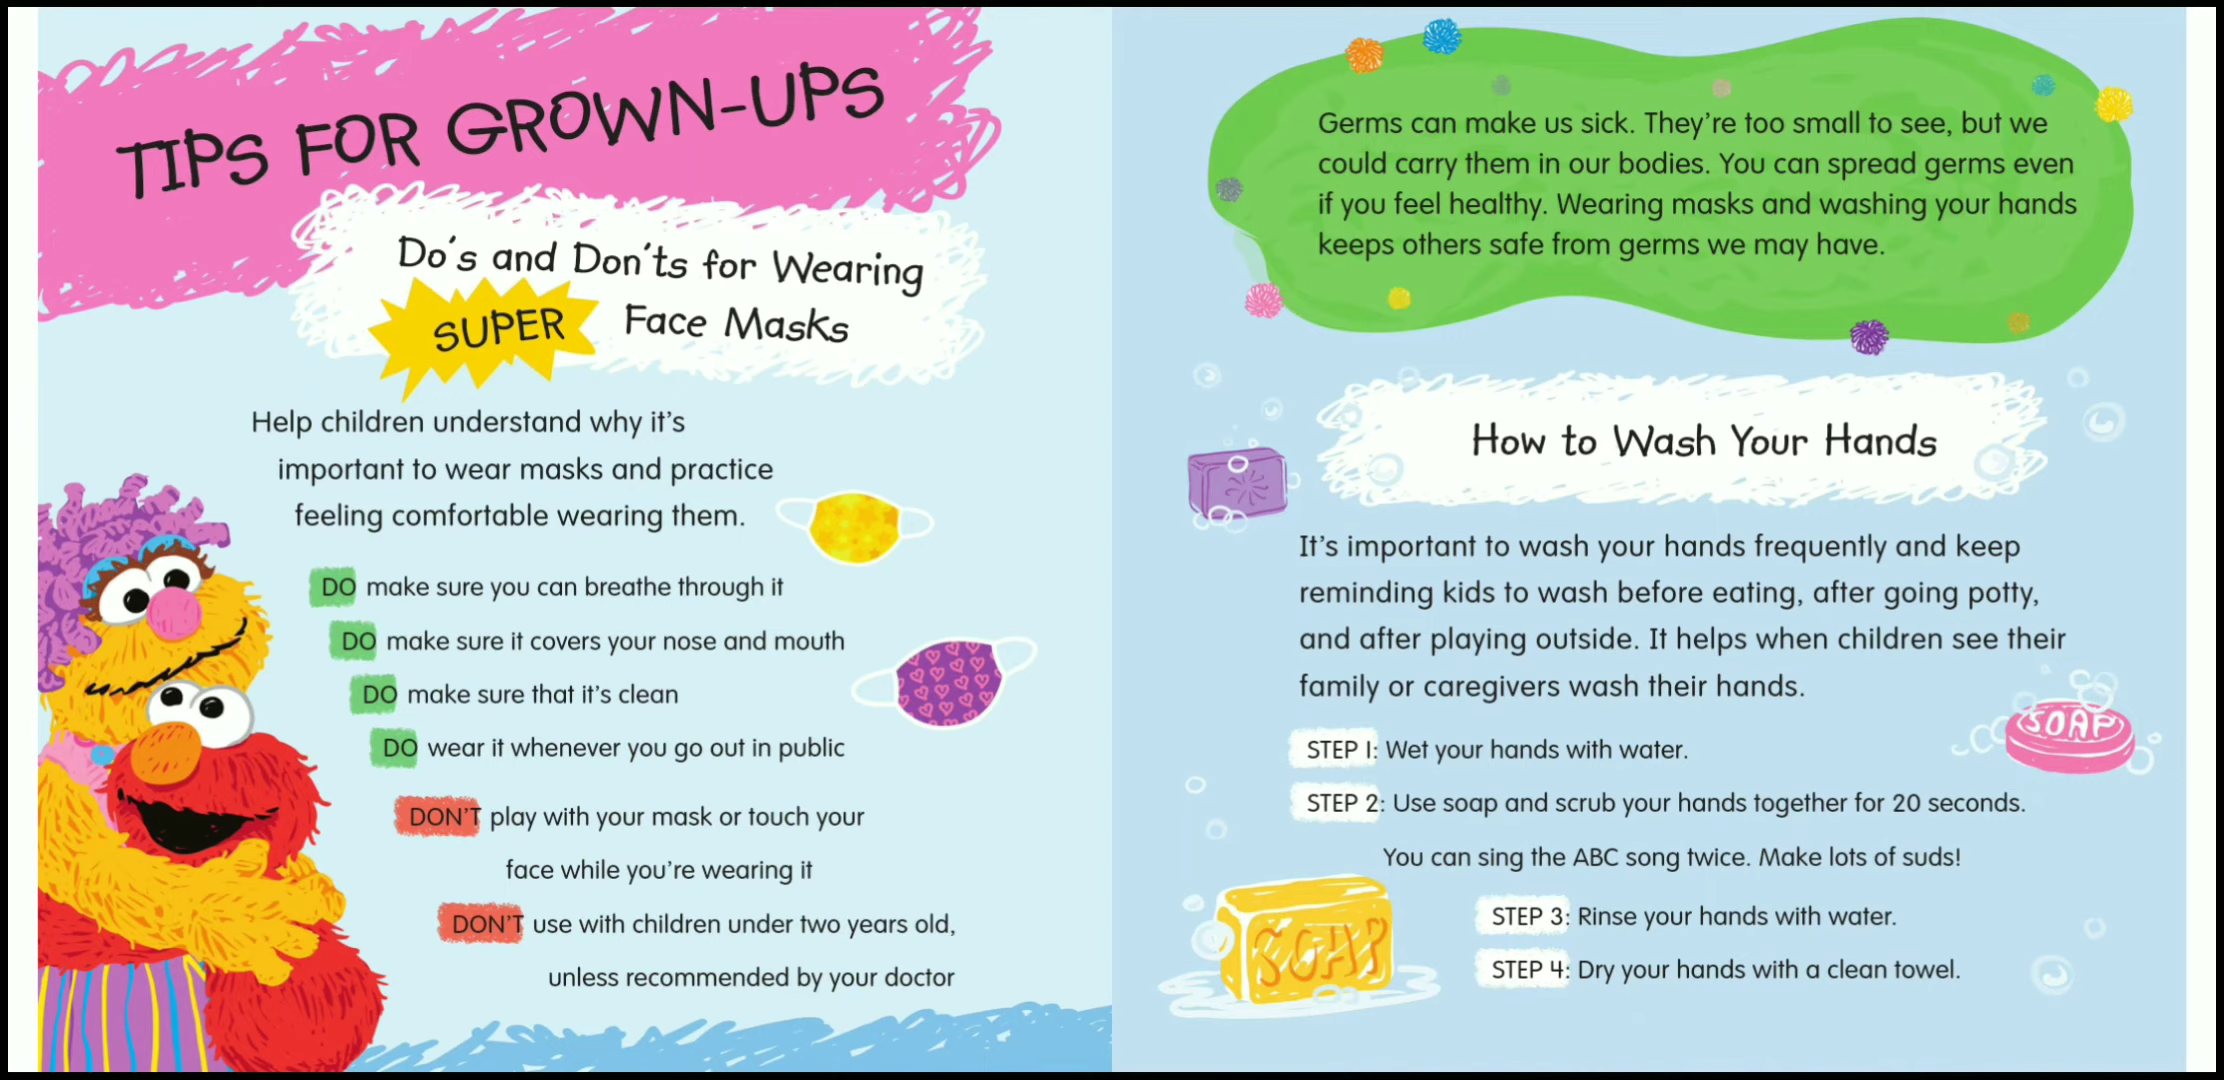 TIPS FOR GROWN-UPS
Do's and Don'ts for Wearing
SUPER Face Masks
Help children understand why it's
important to wear masks and practice
feeling comfortable wearing them.
DO make sure you can breathe through it
DO make sure it covers your nose and mouth
DO make sure that it's clean
DO wear it whenever you go out in public
DON'T play with your mask or touch your
face while you're wearing it
DON'T use with children under two years old,
unless recommended by your doctor
Germs can make us sick. They're too small to see, but we
could carry them in our bodies. You can spread germs even
if you feel healthy. Wearing masks and washing your hands
keeps others safe from germs we may have.
How to Wash Your Hands
It's important to wash your hands frequently and keep
reminding kids to wash before eating, after going potty,
and after playing outside. It helps when children see their
family or caregivers wash their hands.
SOAP
STEP 1: Wet your hands with water.
STEP 2: Use soap and scrub your hands together for 20 seconds.
You can sing the ABC song twice. Make lots of suds!
SOAP
STEP 3: Rinse your hands with water.
STEP 4: Dry your hands with a clean towel.